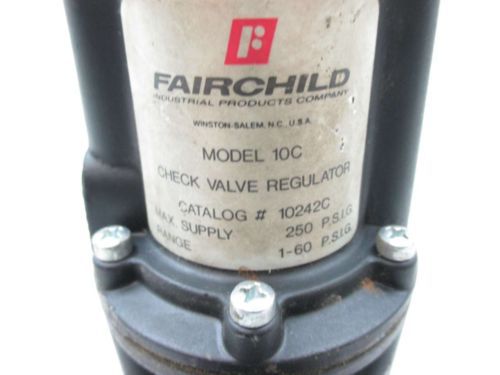 FAIRCHILD
INDUSTRIAL PRODUCTS COMPANY
WINSTON-SALEM, N.C., U.S.A.
MODEL 10C
CHECK VALVE REGULATOR
CATALOG # 10242C
MAX. SUPPLY 250 P.S.I.G.
RANGE 1-60 P.S.I.G.